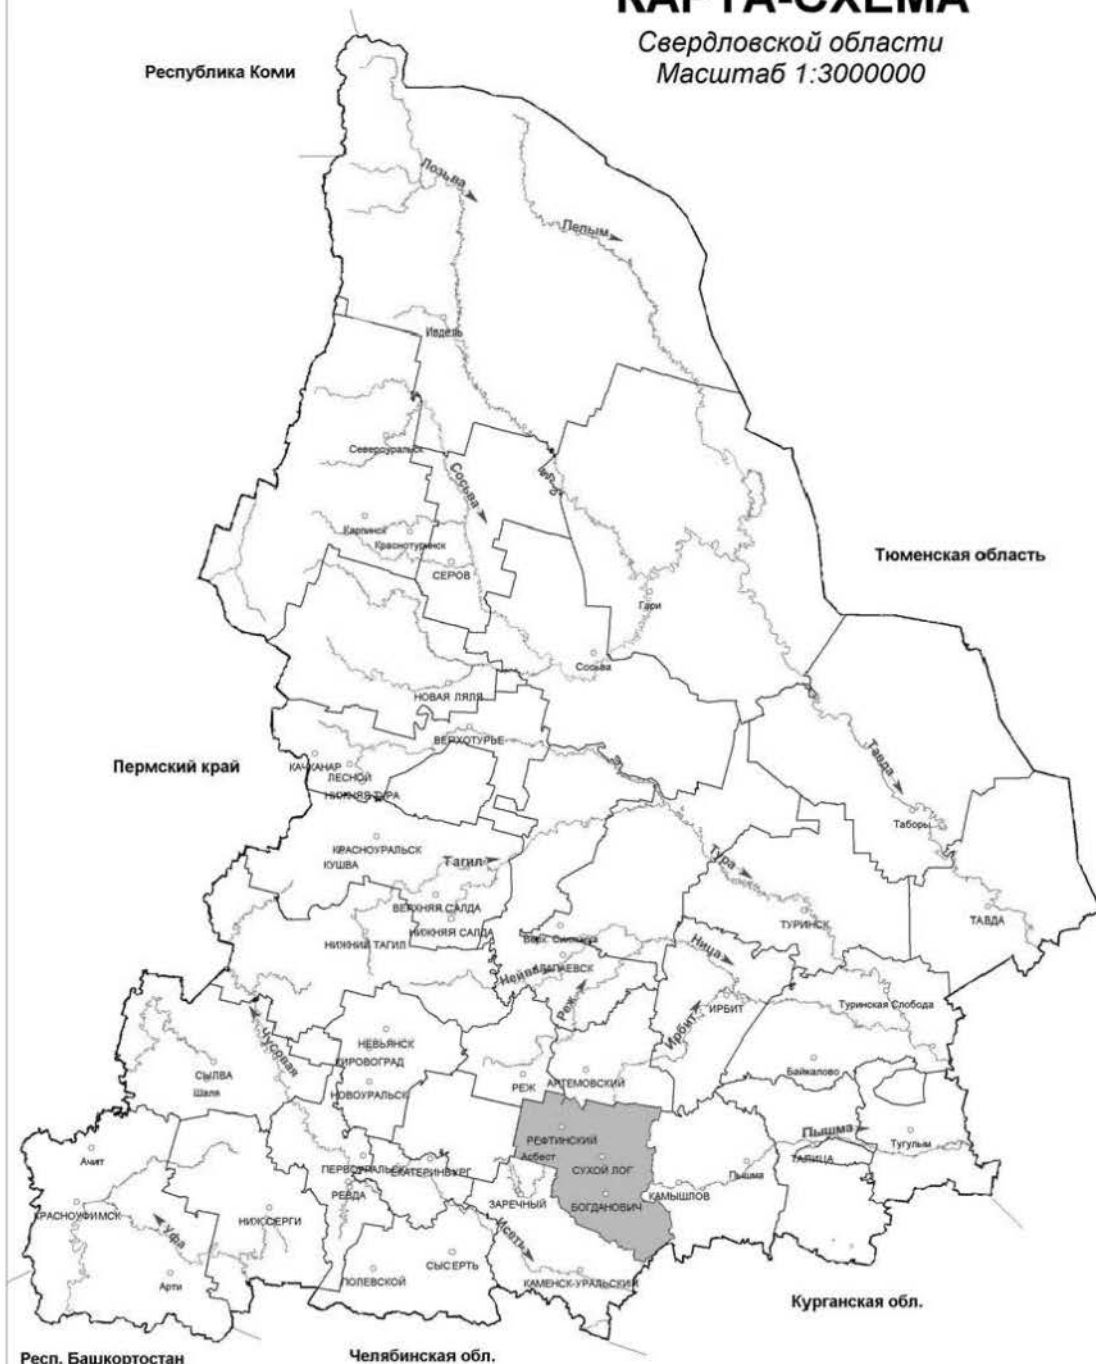 КАРТА-СХЕМА
Свердловской области
Масштаб 1:3000000
Республика Коми
Лозьва
Пелым
Ивдель
Североуральск
Сосьва
Карпинск
Краснотурьинск
СЕРОВ
Тюменская область
Гари
Сосьва
НОВАЯ ЛЯЛЯ
ВЕРХОТУРЬЕ
Пермский край
КАЧКАНАР
ЛЕСНОЙ
НИЖНЯЯ ТУРА
Тавда
Таборы
КРАСНОУРАЛЬСК
КУШВА
Тагил
Тура
ВЕРХНЯЯ САЛДА
НИЖНЯЯ САЛДА
ТУРИНСК
ТАВДА
НИЖНИЙ ТАГИЛ
Ница
Нейва
АЛАПАЕВСК
Реж
Ирбит
ИРБИТ
Туринская Слобода
Чусовая
НЕВЬЯНСК
КИРОВОГРАД
СЫЛВА
Шаля
НОВОУРАЛЬСК
РЕЖ
АРТЕМОВСКИЙ
Байкалово
РЕФТИНСКИЙ
Асбест
Пышма
Тугулым
Ачит
ПЕРВОУРАЛЬСК
ЕКАТЕРИНБУРГ
СУХОЙ ЛОГ
ТАЛИЦА
Пышма
РЕВДА
ЗАРЕЧНЫЙ
БОГДАНОВИЧ
КАМЫШЛОВ
КРАСНОУФИМСК
Уфа
НИЖ.СЕРГИ
Исеть
СЫСЕРТЬ
Арти
ПОЛЕВСКОЙ
КАМЕНСК-УРАЛЬСКИЙ
Курганская обл.
Респ. Башкортостан
Челябинская обл.